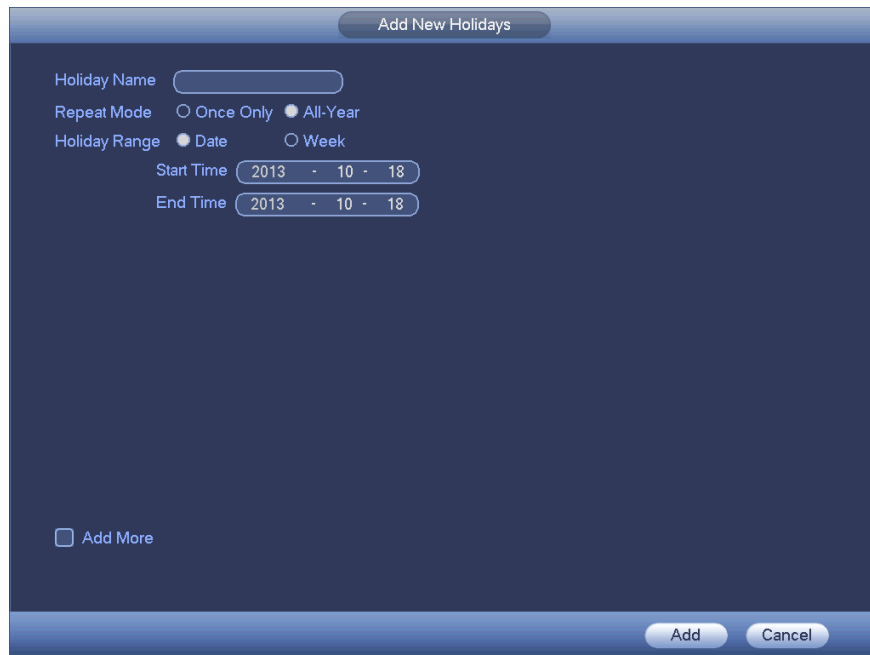 Add New Holidays
Holiday Name
Repeat Mode Once Only All-Year
Holiday Range Date Week
Start Time 2013 - 10 - 18
End Time 2013 - 10 - 18
Add More
Add Cancel